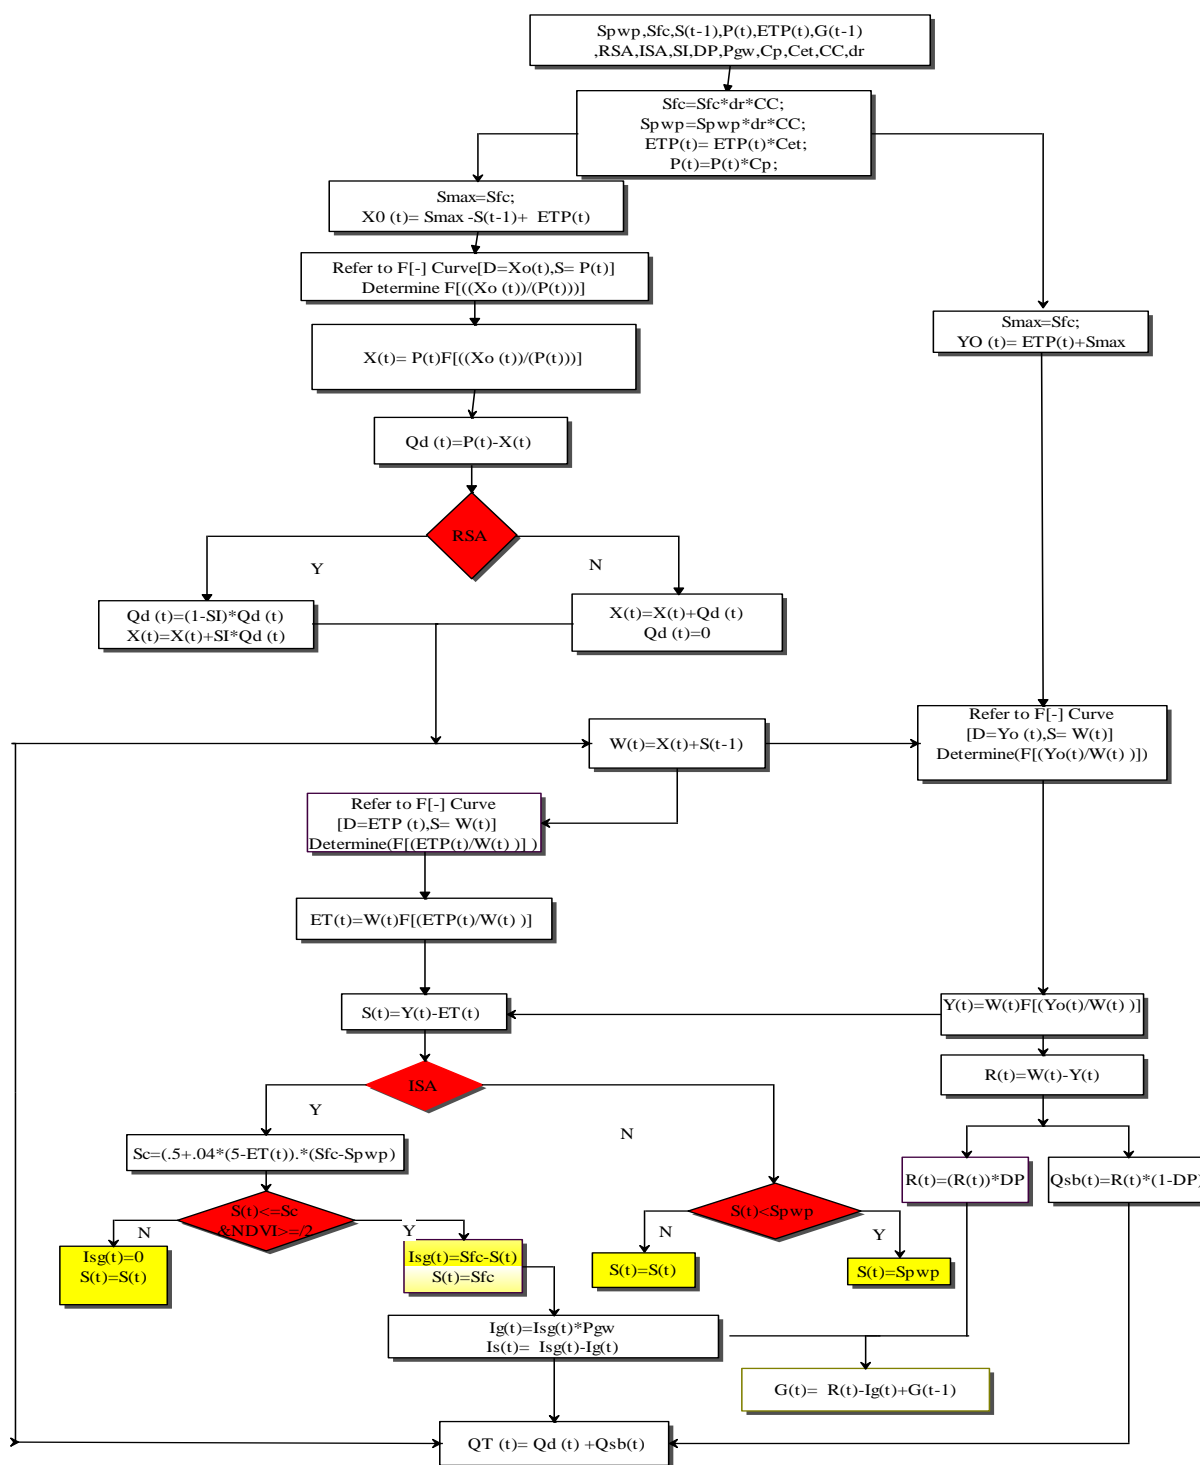 Spwp,Sfc,S(t-1),P(t),ETP(t),G(t-1)
,RSA,ISA,SI,DP,Pgw,Cp,Cet,CC,dr
Sfc=Sfc*dr*CC;
Spwp=Spwp*dr*CC;
ETP(t)= ETP(t)*Cet;
P(t)=P(t)*Cp;
Smax=Sfc;
X0 (t)= Smax -S(t-1)+ ETP(t)
Refer to F[-] Curve[D=Xo(t),S= P(t)]
Determine F[((Xo (t))/(P(t)))]
Smax=Sfc;
YO (t)= ETP(t)+Smax
X(t)= P(t)F[((Xo (t))/(P(t)))]
Qd (t)=P(t)-X(t)
RSA
Y
N
Qd (t)=(1-SI)*Qd (t)
X(t)=X(t)+SI*Qd (t)
X(t)=X(t)+Qd (t)
Qd (t)=0
W(t)=X(t)+S(t-1)
Refer to F[-] Curve
[D=Yo (t),S= W(t)]
Determine(F[(Yo(t)/W(t) )])
Refer to F[-] Curve
[D=ETP (t),S= W(t)]
Determine(F[(ETP(t)/W(t) )] )
ET(t)=W(t)F[(ETP(t)/W(t) )]
S(t)=Y(t)-ET(t)
Y(t)=W(t)F[(Yo(t)/W(t) )]
R(t)=W(t)-Y(t)
ISA
Y
N
Sc=(.5+.04*(5-ET(t)).*(Sfc-Spwp)
R(t)=(R(t))*DP
Qsb(t)=R(t)*(1-DP)
S(t)<=Sc
&NDVI>=/2
N
Y
S(t)<Spwp
N
Y
Isg(t)=0
S(t)=S(t)
Isg(t)=Sfc-S(t)
S(t)=Sfc
S(t)=S(t)
S(t)=Spwp
Ig(t)=Isg(t)*Pgw
Is(t)= Isg(t)-Ig(t)
G(t)= R(t)-Ig(t)+G(t-1)
QT (t)= Qd (t) +Qsb(t)